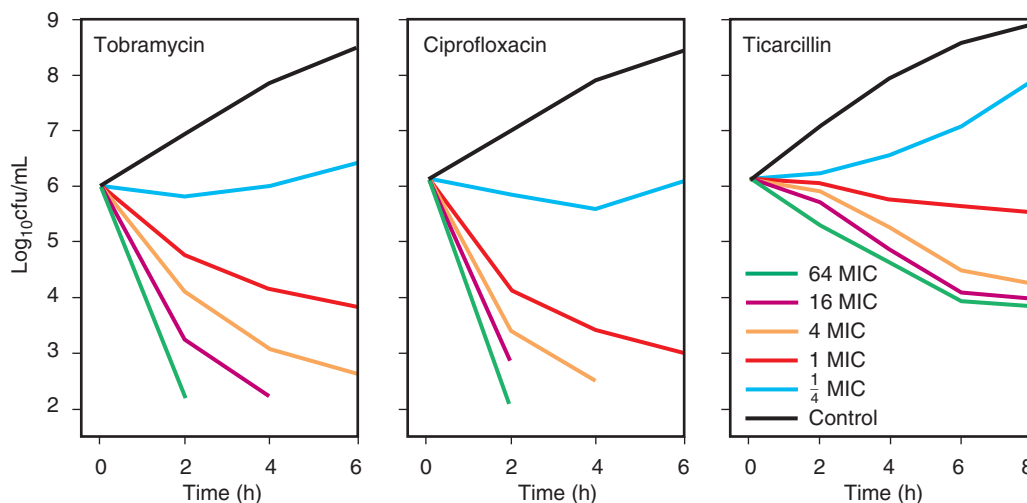 Tobramycin
Ciprofloxacin
Ticarcillin
Log10cfu/mL
9
8
7
6
5
4
3
2
64 MIC
16 MIC
4 MIC
1 MIC
1/4 MIC
Control
0 2 4 6
0 2 4 6
0 2 4 6 8
Time (h)
Time (h)
Time (h)